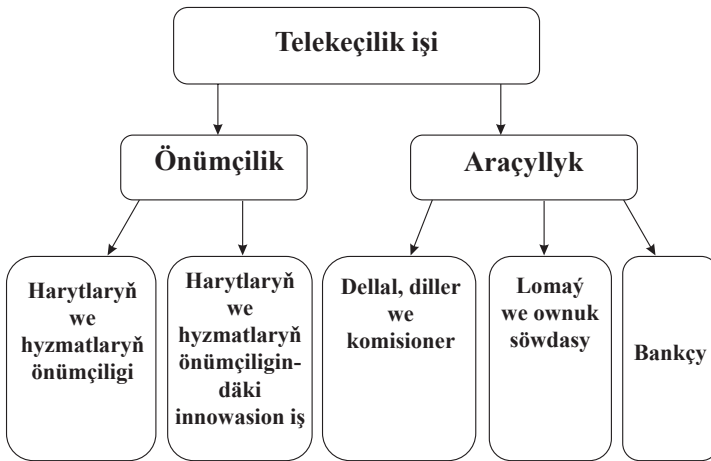 Telekeçilik işi
Önümçilik
Araçyllyk
Harytlaryň
we
hyzmatlaryň
önümçiligi
Harytlaryň
we
hyzmatlaryň
önümçiligin-
däki
innowasion iş
Dellal, diller
we
komisioner
Lomaý
we ownuk
söwdasy
Bankçy